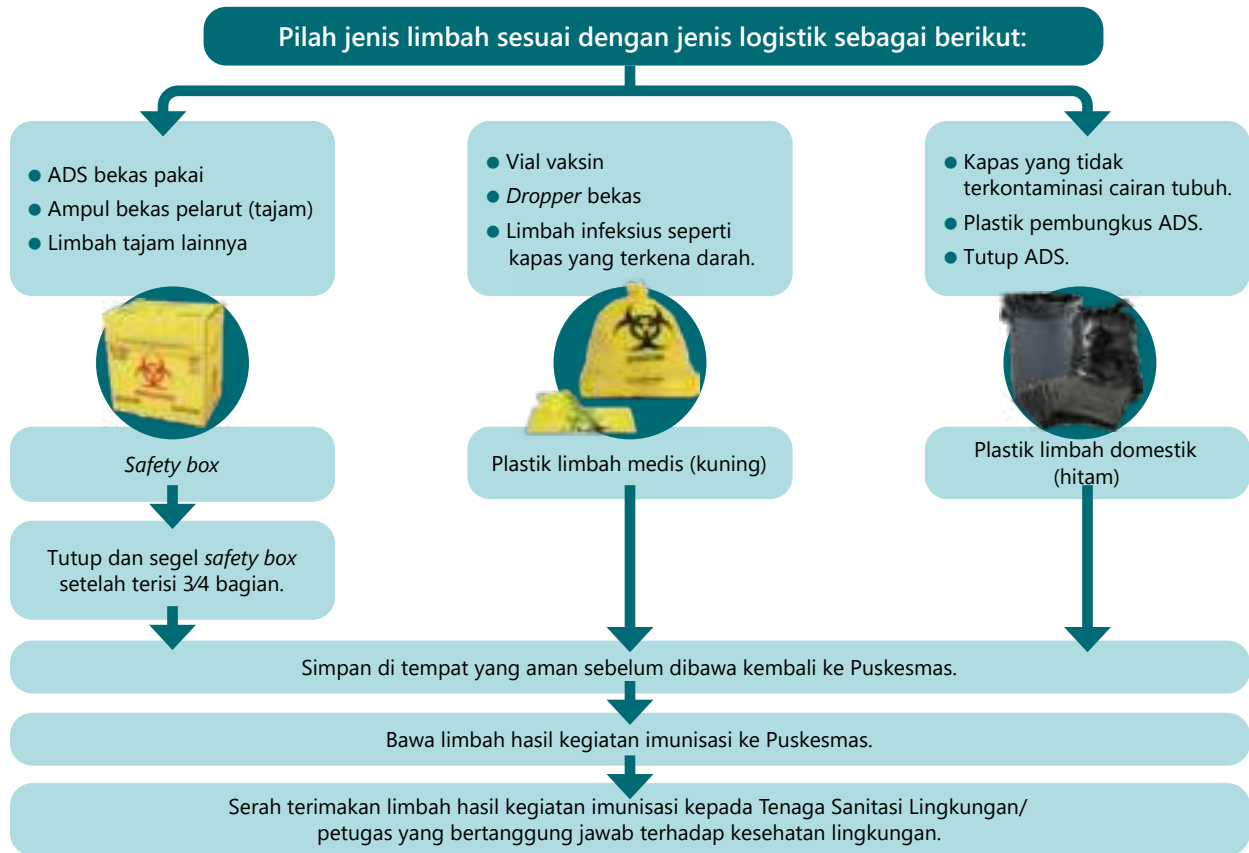 Pilah jenis limbah sesuai dengan jenis logistik sebagai berikut:
● ADS bekas pakai
● Ampul bekas pelarut (tajam)
● Limbah tajam lainnya
● Vial vaksin
● Dropper bekas
● Limbah infeksius seperti
kapas yang terkena darah.
● Kapas yang tidak
terkontaminasi cairan tubuh.
● Plastik pembungkus ADS.
● Tutup ADS.
Safety box
Plastik limbah medis (kuning)
Plastik limbah domestik
(hitam)
Tutup dan segel safety box
setelah terisi 3/4 bagian.
Simpan di tempat yang aman sebelum dibawa kembali ke Puskesmas.
Bawa limbah hasil kegiatan imunisasi ke Puskesmas.
Serah terimakan limbah hasil kegiatan imunisasi kepada Tenaga Sanitasi Lingkungan/
petugas yang bertanggung jawab terhadap kesehatan lingkungan.